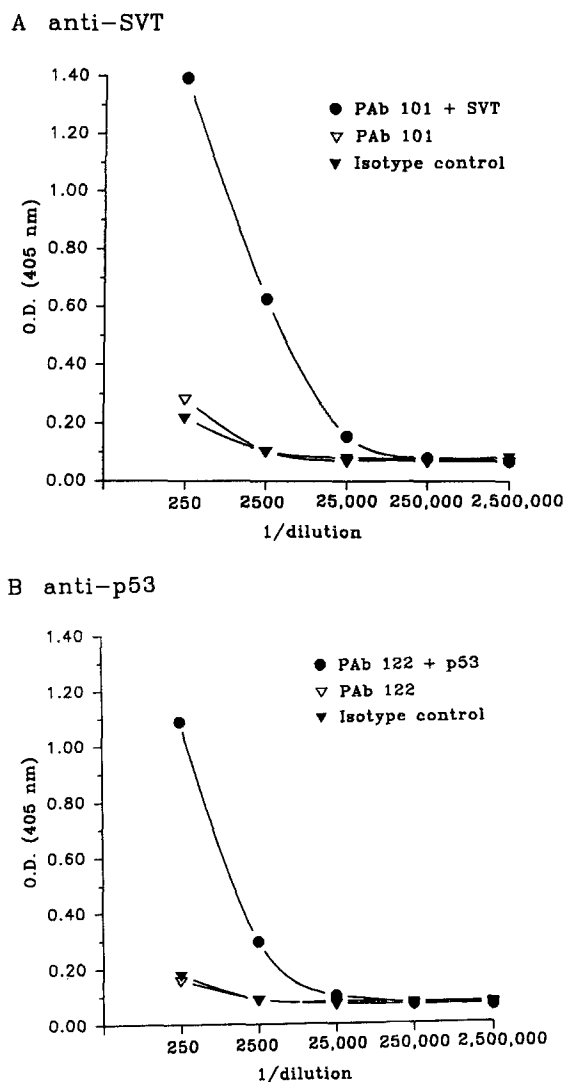 A anti-SVT
1.40
1.20
1.00
0.80
0.60
0.40
0.20
0.00
O.D. (405 nm)
PAb 101 + SVT
PAb 101
Isotype control
250 2500 25,000 250,000 2,500,000
1/dilution
B anti-p53
1.40
1.20
1.00
0.80
0.60
0.40
0.20
0.00
O.D. (405 nm)
PAb 122 + p53
PAb 122
Isotype control
250 2500 25,000 250,000 2,500,000
1/dilution